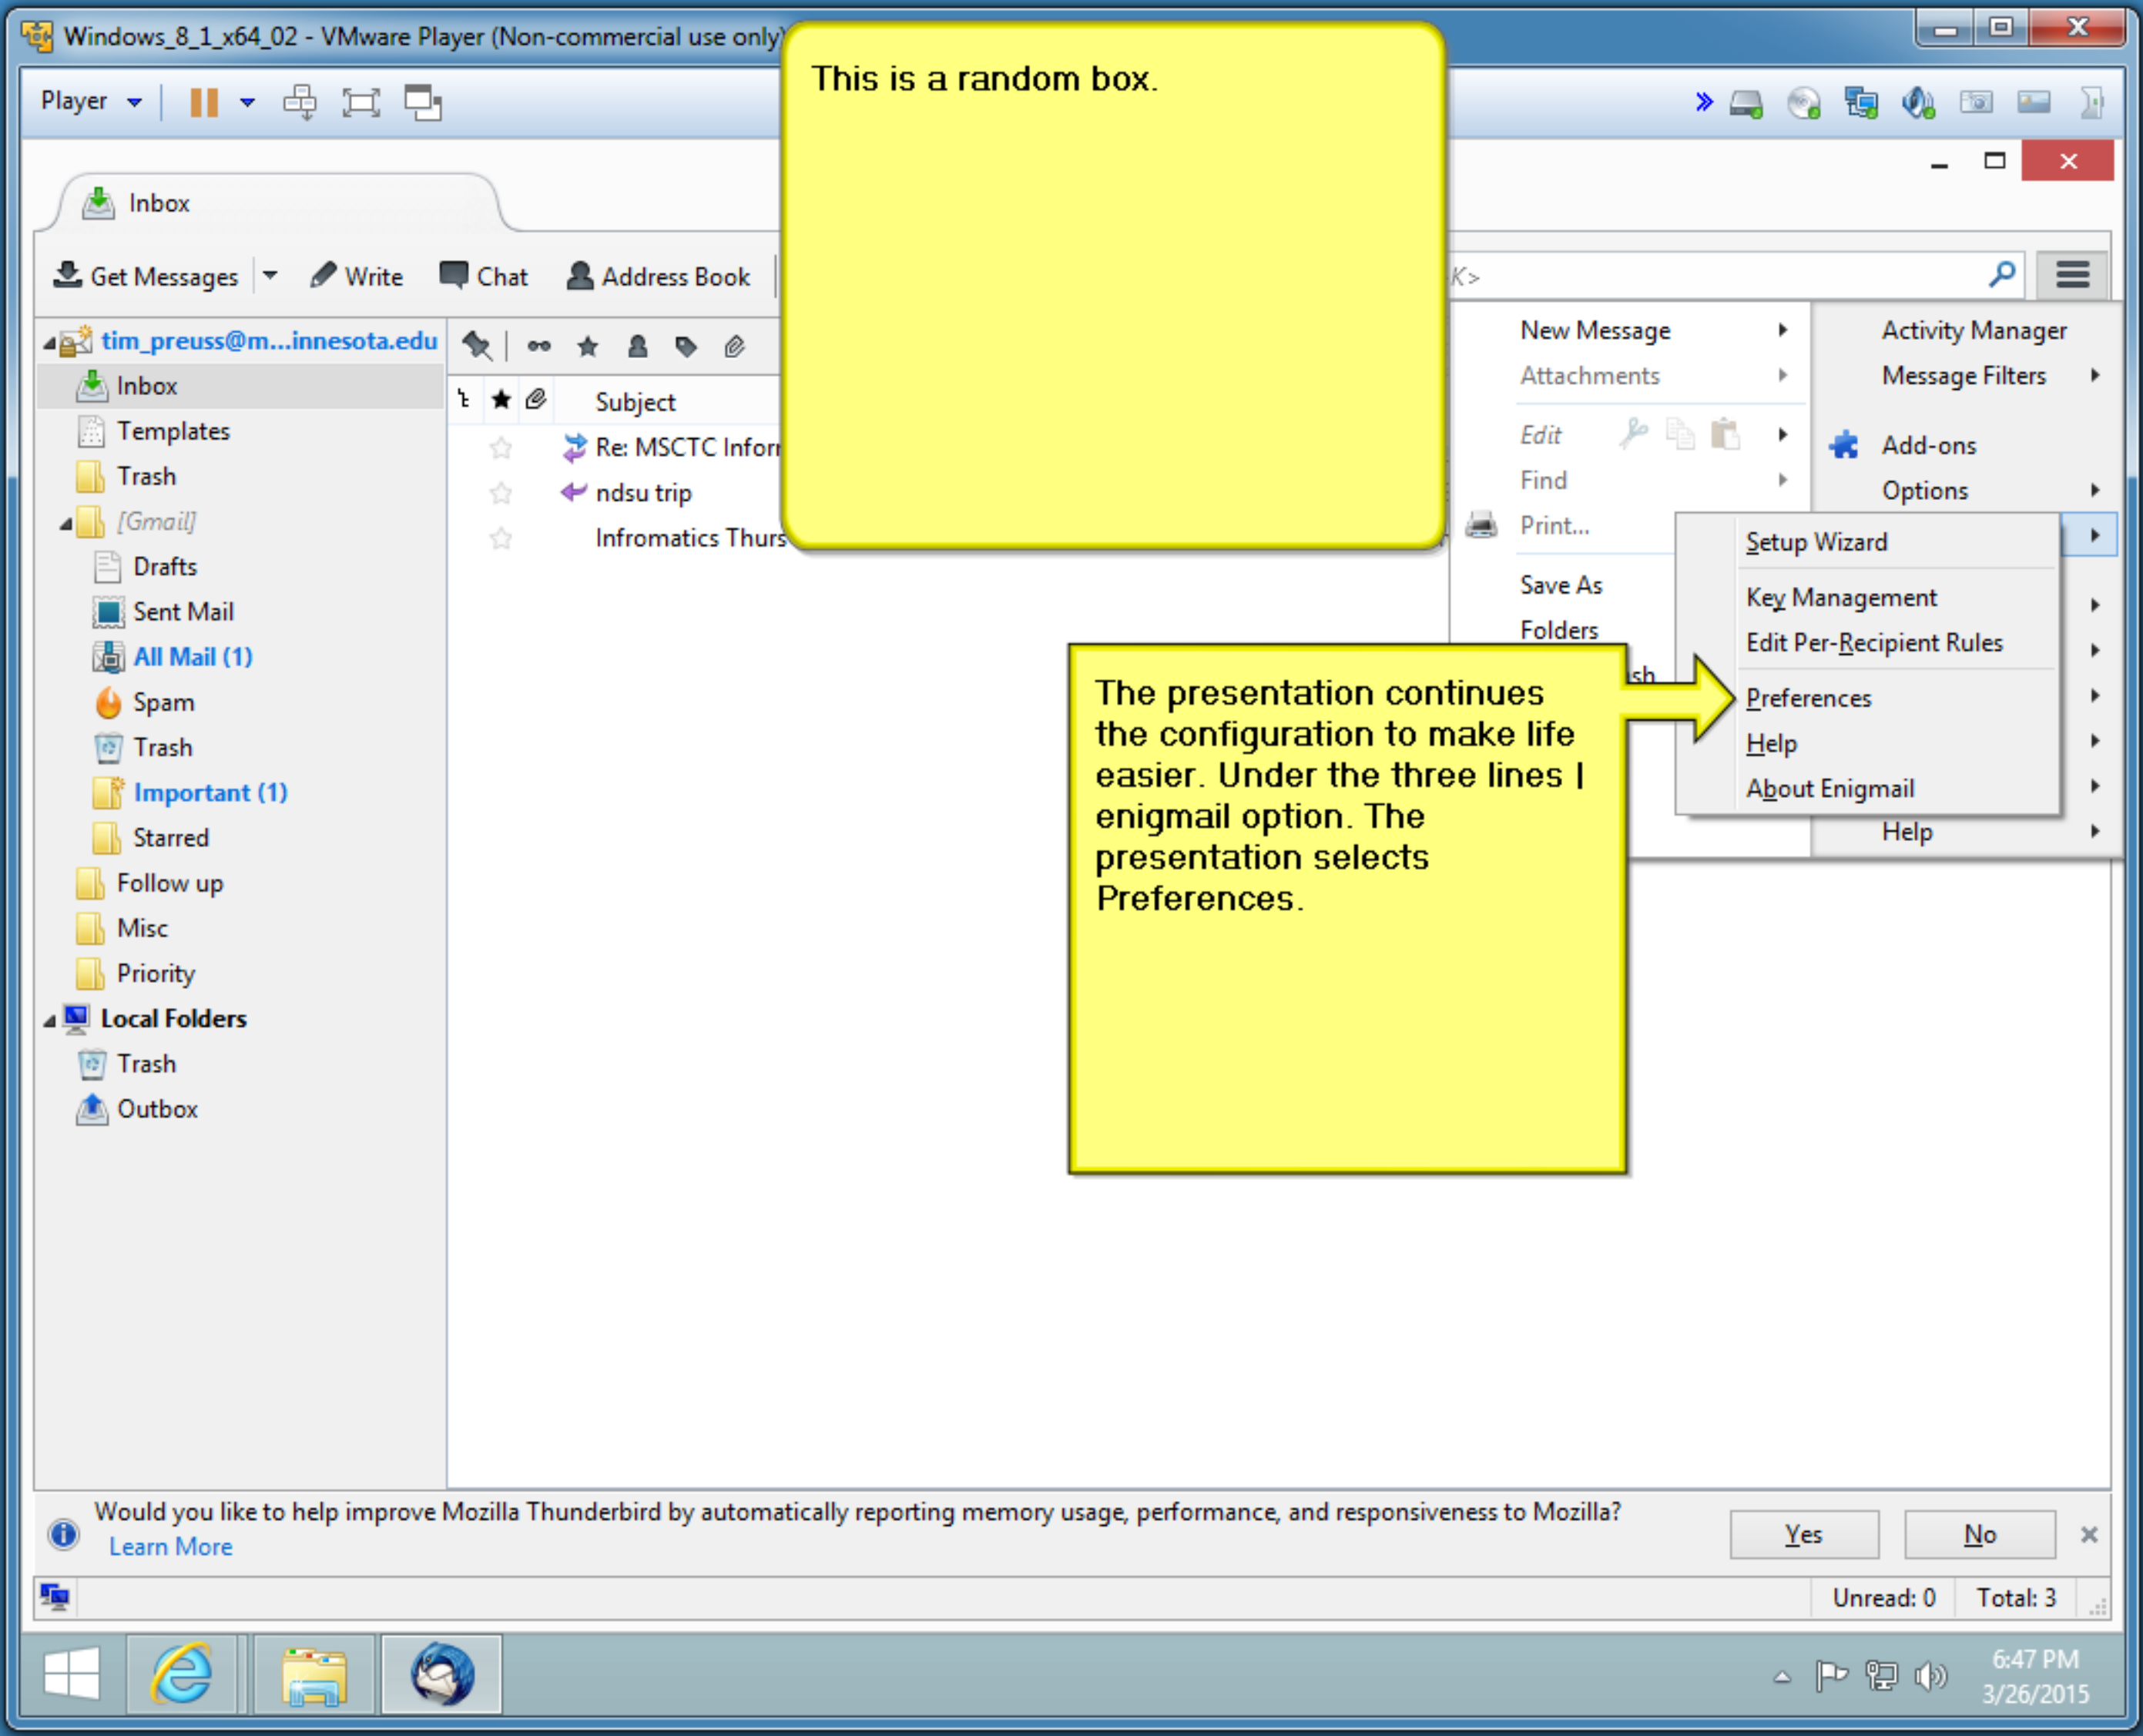 Windows_8_1_x64_02 - VMware Player (Non-commercial use only)
This is a random box.
Player
Inbox
Get Messages
Write
Chat
Address Book
K>
tim_preuss@m...innesota.edu
Inbox
Templates
Trash
[Gmail]
Drafts
Sent Mail
All Mail (1)
Spam
Trash
Important (1)
Starred
Follow up
Misc
Priority
Local Folders
Trash
Outbox
Subject
Re: MSCTC Infor
ndsu trip
Infromatics Thurs
New Message
Attachments
Edit
Find
Print...
Save As
Folders
sh
Activity Manager
Message Filters
Add-ons
Options
Help
Setup Wizard
Key Management
Edit Per-Recipient Rules
Preferences
Help
About Enigmail
The presentation continues
the configuration to make life
easier. Under the three lines |
enigmail option. The
presentation selects
Preferences.
Would you like to help improve Mozilla Thunderbird by automatically reporting memory usage, performance, and responsiveness to Mozilla?
Learn More
Yes
No
Unread: 0
Total: 3
6:47 PM
3/26/2015